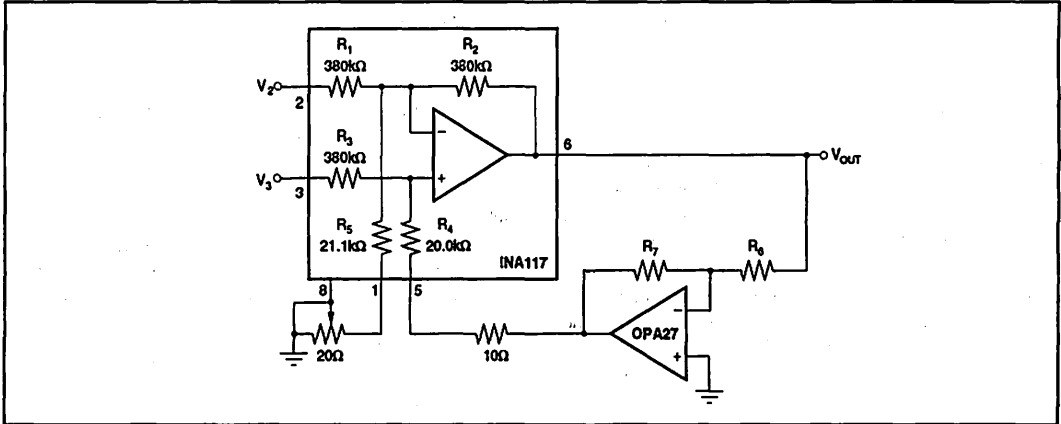 R1
380kΩ
R2
380kΩ
V2
2
R3
380kΩ
6
VOUT
V3
3
R5
21.1kΩ
R4
20.0kΩ
INA117
R7
R6
8
1
5
20Ω
10Ω
OPA27